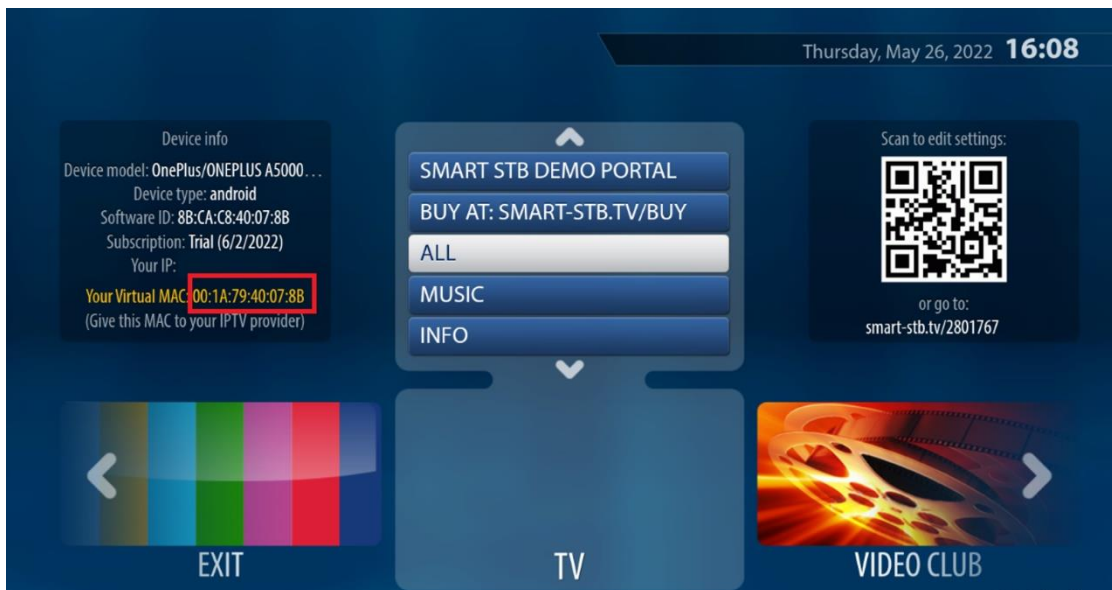 Thursday, May 26, 2022 16:08
Device info
Device model: OnePlus/ONEPLUS A5000...
Device type: android
Software ID: 8B:CA:C8:40:07:8B
Subscription: Trial (6/2/2022)
Your IP:
Your Virtual MAC: 00:1A:79:40:07:8B
(Give this MAC to your IPTV provider)
SMART STB DEMO PORTAL
BUY AT: SMART-STB.TV/BUY
ALL
MUSIC
INFO
Scan to edit settings:
or go to:
smart-stb.tv/2801767
EXIT
TV
VIDEO CLUB